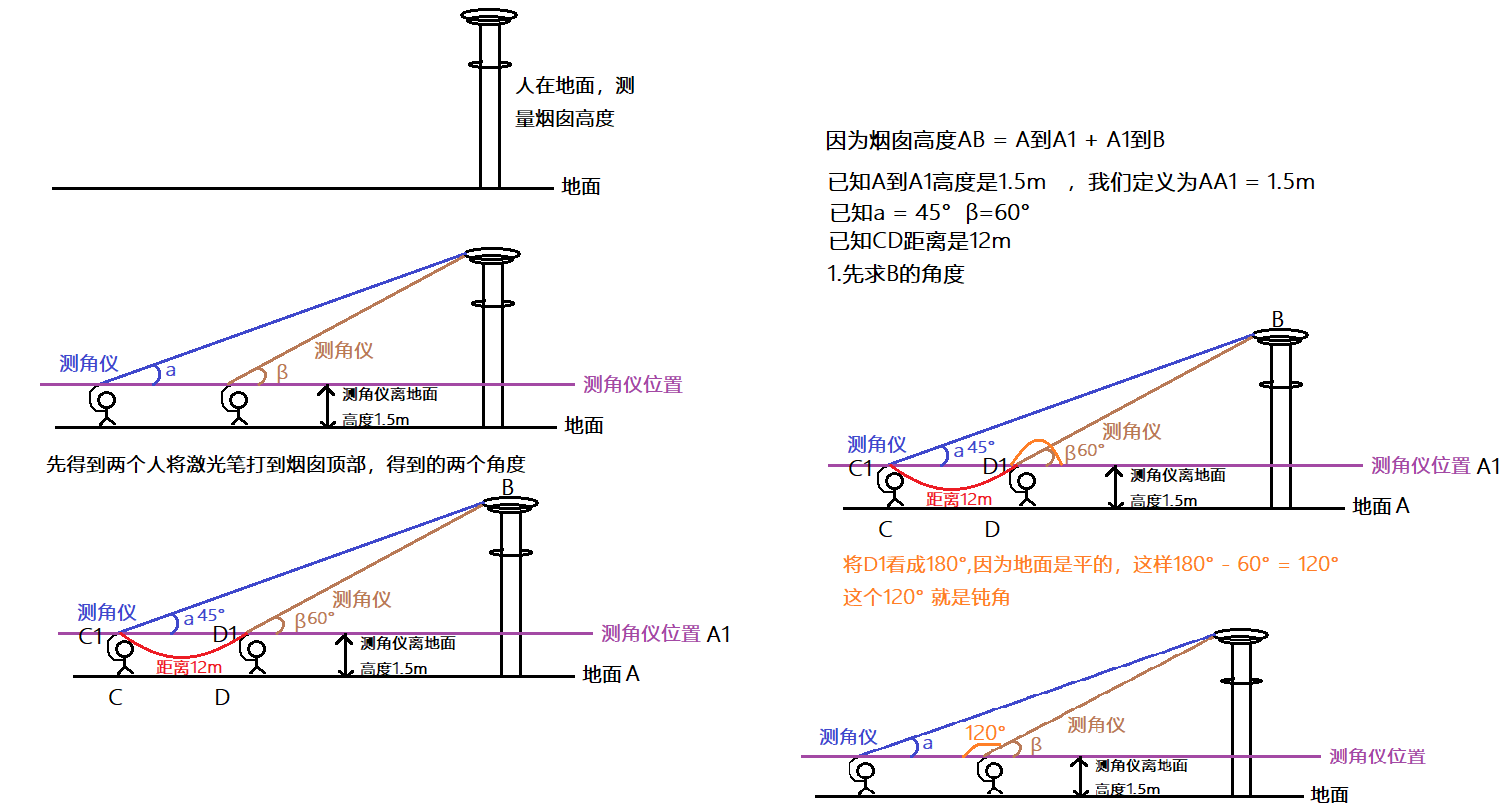 人在地面，测
量烟囱高度
地面
测角仪
a
测角仪
β
测角仪位置
测角仪离地面
高度1.5m
地面
先得到两个人将激光笔打到烟囱顶部，得到的两个角度
B
测角仪
a 45°
测角仪
β60°
C1
D1
测角仪位置 A1
距离12m
测角仪离地面
高度1.5m
地面 A
C
D
因为烟囱高度AB = A到A1 + A1到B
已知A到A1高度是1.5m ，我们定义为AA1 = 1.5m
已知a = 45° β=60°
已知CD距离是12m
1.先求B的角度
B
测角仪
a 45°
测角仪
β60°
C1
D1
测角仪位置 A1
距离12m
测角仪离地面
高度1.5m
地面 A
C
D
将D1看成180°,因为地面是平的，这样180° - 60° = 120°
这个120° 就是钝角
测角仪
a
120°
测角仪
β
测角仪位置
测角仪离地面
高度1.5m
地面